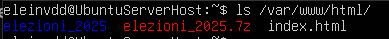 eleinvdd@UbuntuServerHost:~$ ls /var/www/html/
elezioni_2025  elezioni_2025.7z  index.html